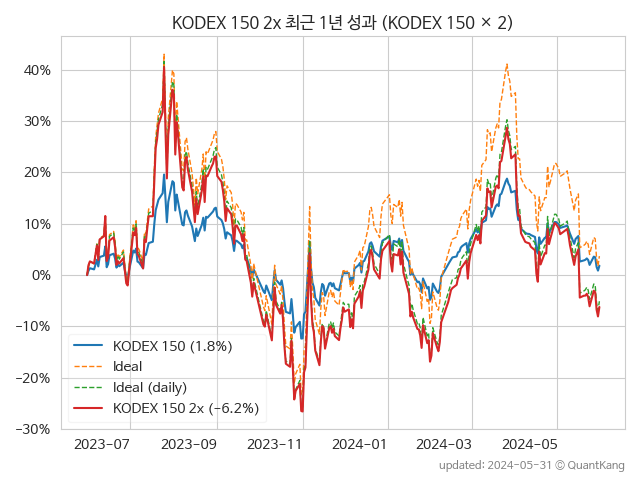 KODEX 150 2x 최근 1년 성과 (KODEX 150 × 2)
40%
30%
20%
10%
0%
−10%
−20%
−30%
KODEX 150 (1.8%)
Ideal
Ideal (daily)
KODEX 150 2x (−6.2%)
2023-07 2023-09 2023-11 2024-01 2024-03 2024-05
updated: 2024-05-31 © QuantKang